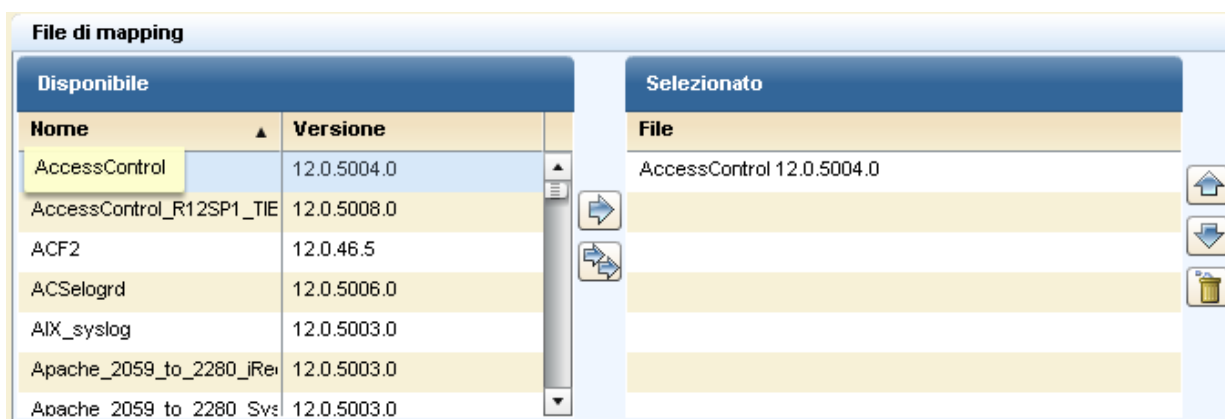 File di mapping
Disponibile
Nome Versione
AccessControl 12.0.5004.0
AccessControl_R12SP1_TIE 12.0.5008.0
ACF2 12.0.46.5
ACSelogrd 12.0.5006.0
AIX_syslog 12.0.5003.0
Apache_2059_to_2280_iRe 12.0.5003.0
Apache_2059_to_2280_Sys 12.0.5003.0
Selezionato
File
AccessControl 12.0.5004.0